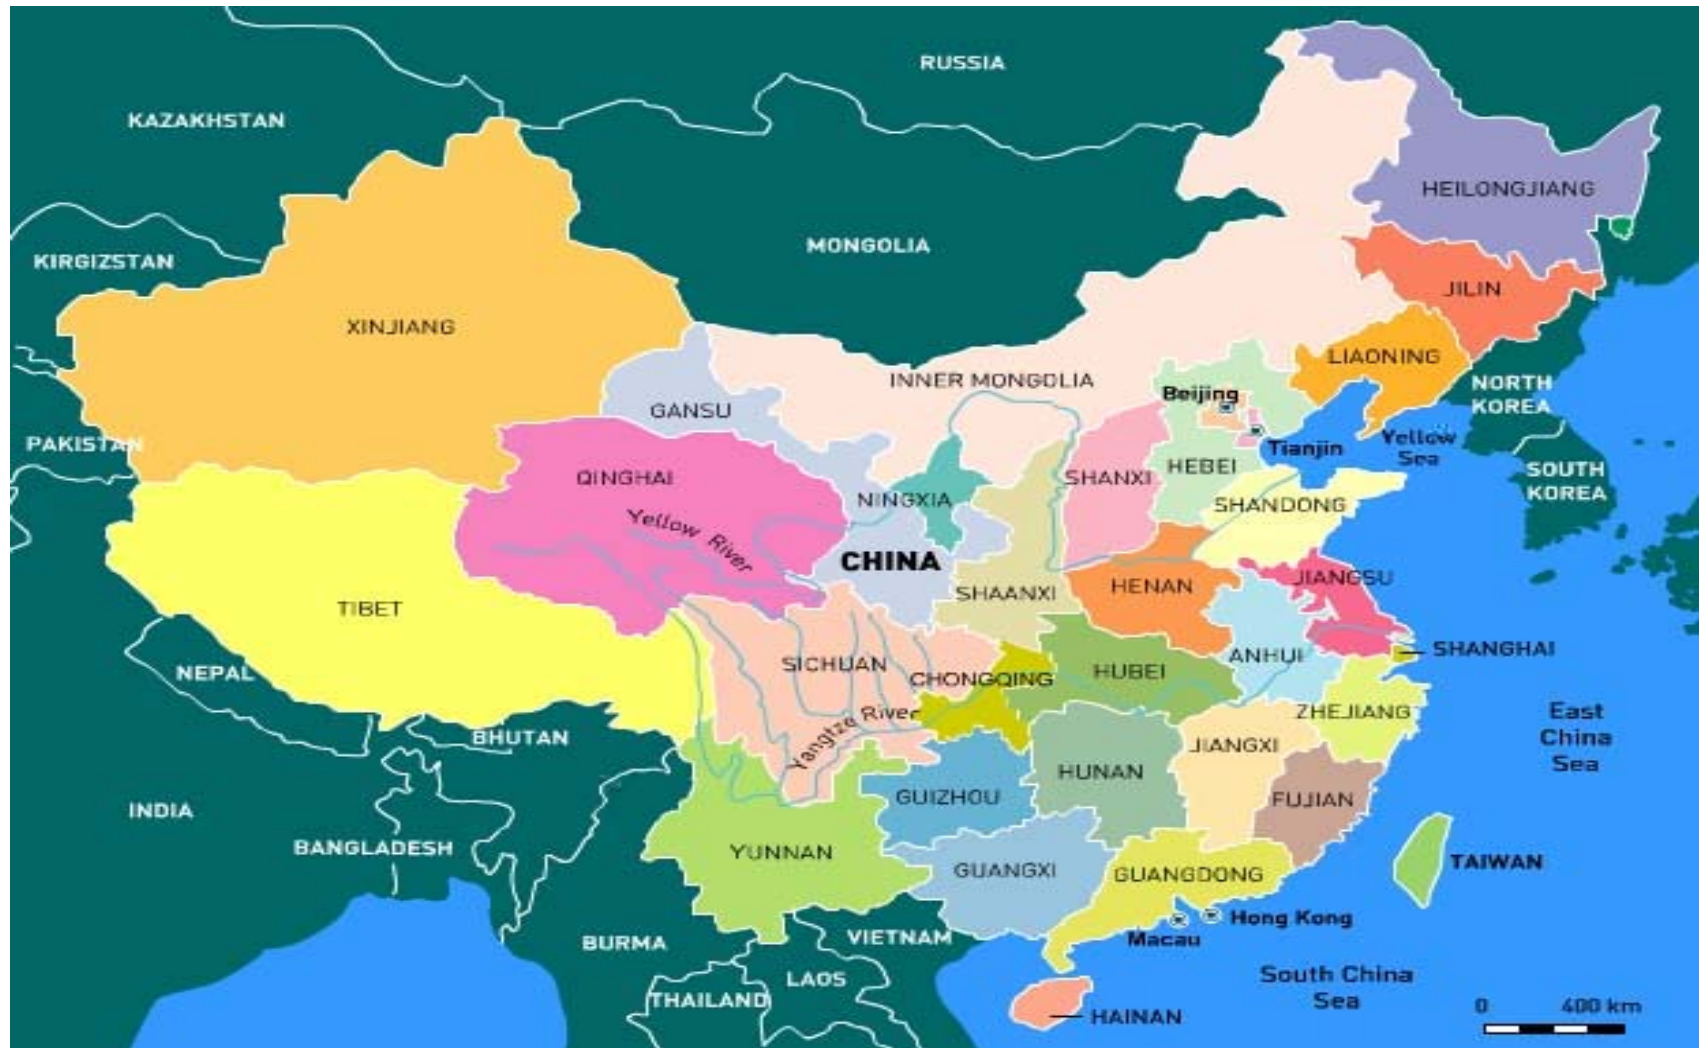 RUSSIA
KAZAKHSTAN
HEILONGJIANG
MONGOLIA
KIRGIZSTAN
JILIN
XINJIANG
LIAONING
INNER MONGOLIA
NORTH
KOREA
Beijing
GANSU
Yellow
Sea
PAKISTAN
Tianjin
HEBEI
SHANXI
QINGHAI
SOUTH
KOREA
NINGXIA
SHANDONG
Yellow River
CHINA
JIANGSU
HENAN
SHAANXI
TIBET
SHANGHAI
ANHUI
SICHUAN
HUBEI
NEPAL
CHONGQING
ZHEJIANG
Yangtze River
East
China
Sea
BHUTAN
JIANGXI
HUNAN
GUIZHOU
FUJIAN
INDIA
BANGLADESH
YUNNAN
TAIWAN
GUANGXI
GUANGDONG
Hong Kong
Macau
BURMA
VIETNAM
LAOS
South China
Sea
THAILAND
HAINAN
0 400 km